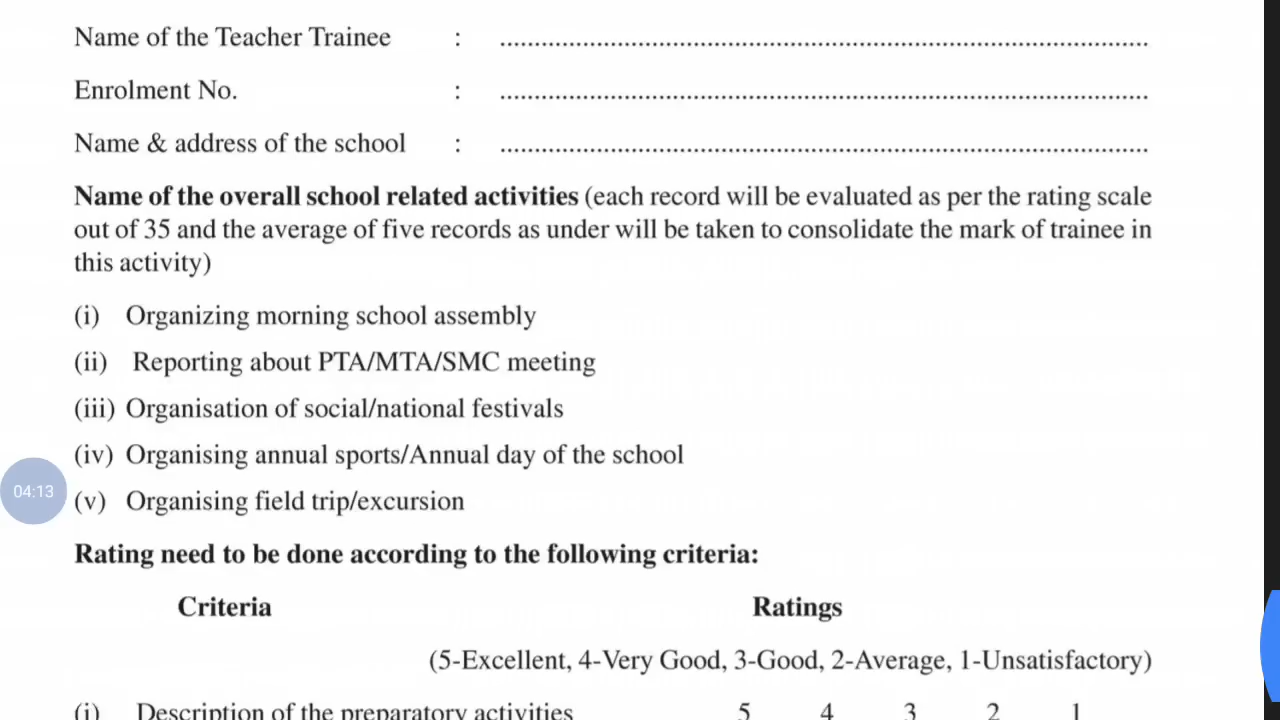 Name of the Teacher Trainee : ..............................................................................................
Enrolment No. : ..............................................................................................
Name & address of the school : ..............................................................................................
Name of the overall school related activities (each record will be evaluated as per the rating scale
out of 35 and the average of five records as under will be taken to consolidate the mark of trainee in
this activity)
(i) Organizing morning school assembly
(ii) Reporting about PTA/MTA/SMC meeting
(iii) Organisation of social/national festivals
(iv) Organising annual sports/Annual day of the school
04:13
(v) Organising field trip/excursion
Rating need to be done according to the following criteria:
Criteria Ratings
(5-Excellent, 4-Very Good, 3-Good, 2-Average, 1-Unsatisfactory)
(i) Description of the preparatory activities 5 4 3 2 1